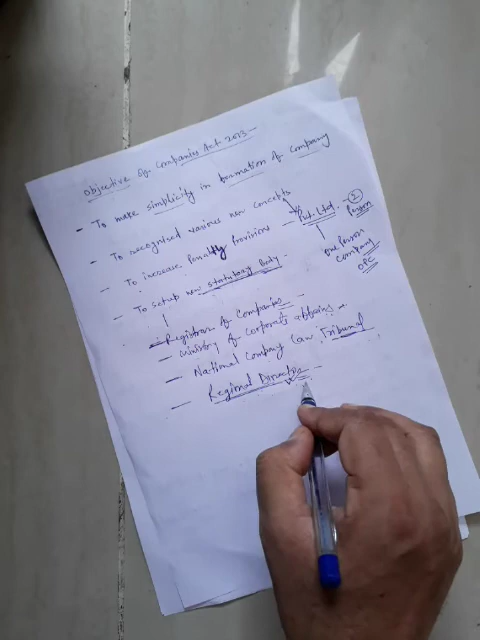 Objective of Companies Act 2013 -
- To make simplicity in formation of company
- To recognised various new concepts
Pvt. Ltd. - 2 Person
one person company
OPC
- To increase Penalty Provisions -
- To setup new statutory Body.
- Registrar of Companies -
- Ministry of corporate affairs -
- National Company Law Tribunal
- Regional Director -